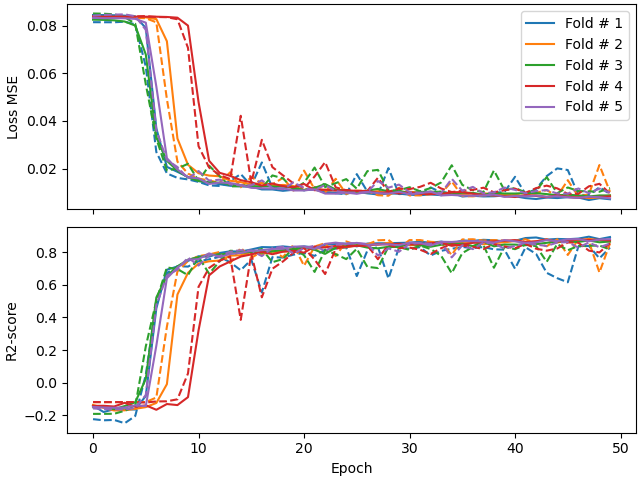 0.08
0.06
0.04
0.02
Loss MSE
Fold # 1
Fold # 2
Fold # 3
Fold # 4
Fold # 5
0.8
0.6
0.4
0.2
0.0
−0.2
R2-score
0 10 20 30 40 50
Epoch